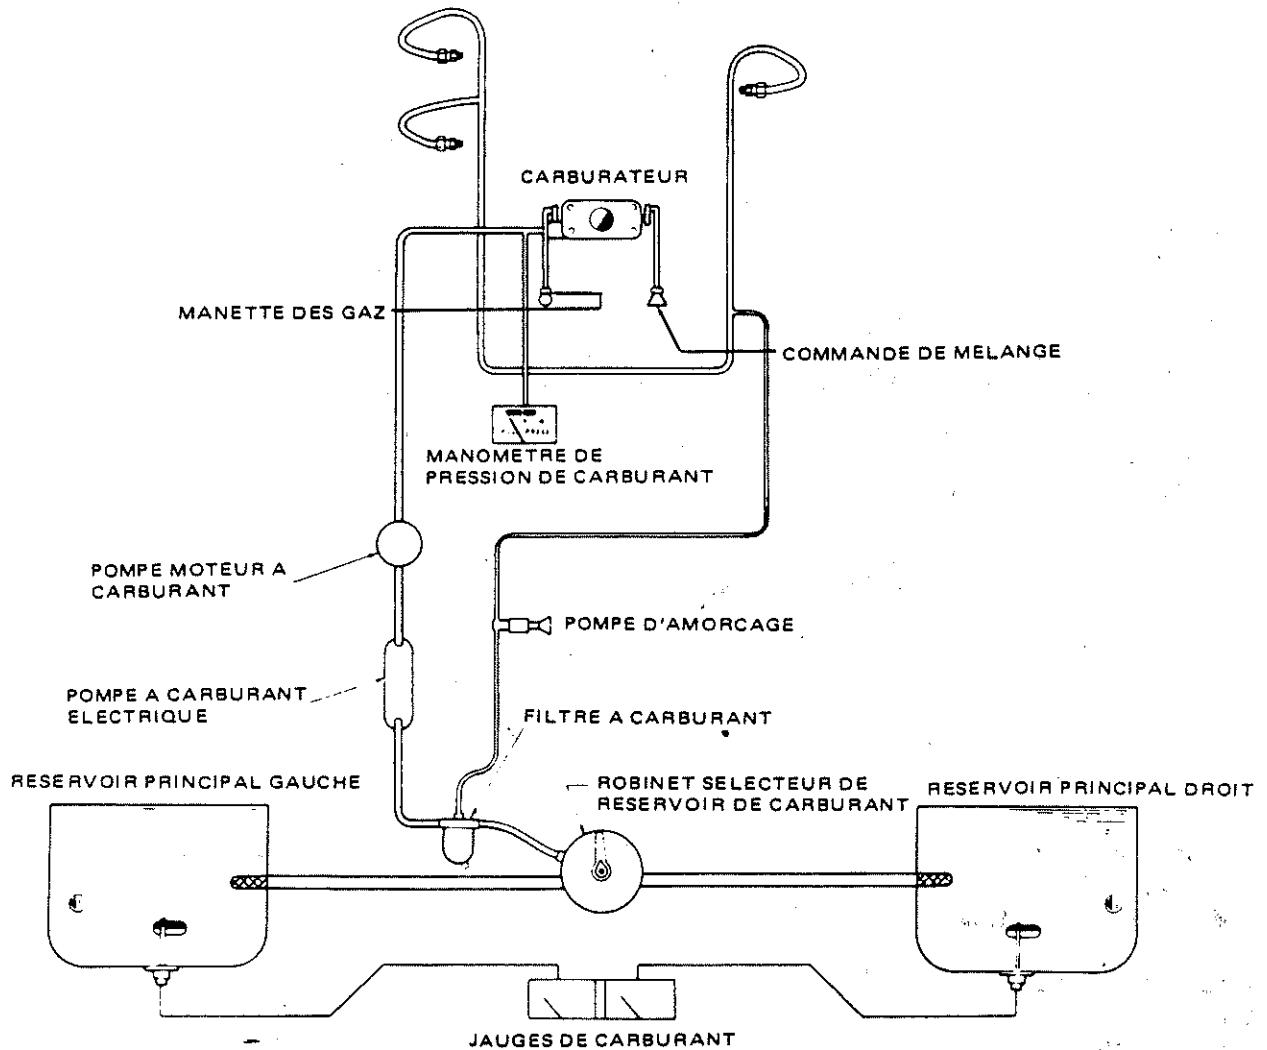 CARBURATEUR
MANETTE DES GAZ
COMMANDE DE MELANGE
MANOMETRE DE
PRESSION DE CARBURANT
POMPE MOTEUR A
CARBURANT
POMPE D'AMORCAGE
POMPE A CARBURANT
ELECTRIQUE
FILTRE A CARBURANT
RESERVOIR PRINCIPAL GAUCHE
ROBINET SELECTEUR DE
RESERVOIR DE CARBURANT
RESERVOIR PRINCIPAL DROIT
JAUGES DE CARBURANT